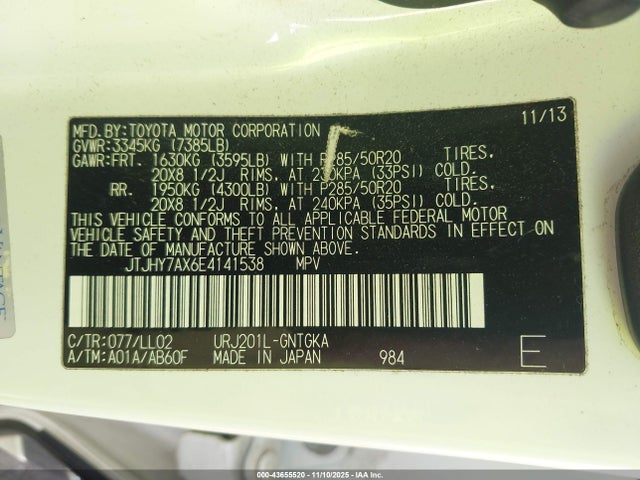 11/13
MFD.BY:TOYOTA MOTOR CORPORATION
GVWR:3345KG (7385LB)
GAWR:FRT. 1630KG (3595LB) WITH P285/50R20 TIRES,
20X8 1/2J RIMS, AT 230KPA (33PSI) COLD.
RR. 1950KG (4300LB) WITH P285/50R20 TIRES,
20X8 1/2J RIMS, AT 240KPA (35PSI) COLD.
THIS VEHICLE CONFORMS TO ALL APPLICABLE FEDERAL MOTOR
VEHICLE SAFETY AND THEFT PREVENTION STANDARDS IN EFFECT ON
THE DATE OF MANUFACTURE SHOWN ABOVE.
JTJHY7AX6E4141538 MPV
C/TR:077/LL02 URJ201L-GNTGKA
A/TM:A01A/AB60F MADE IN JAPAN 984 E
000-43655520 - 11/10/2025 - IAA Inc.